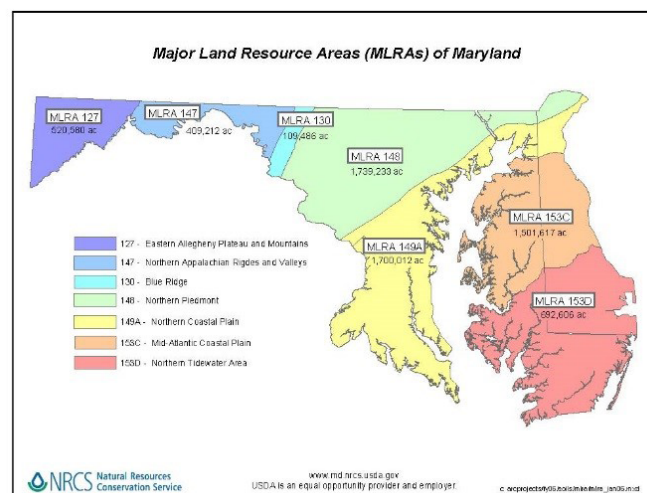 Major Land Resource Areas (MLRAs) of Maryland
MLRA 127
520,580 ac
MLRA 147
409,212 ac
MLRA 130
109,486 ac
MLRA 148
1,739,233 ac
MLRA 149A
1,700,012 ac
MLRA 153C
1,501,617 ac
MLRA 153D
692,606 ac
127 - Eastern Allegheny Plateau and Mountains
147 - Northern Appalachian Rigdes and Valleys
130 - Blue Ridge
148 - Northern Piedmont
149A - Northern Coastal Plain
153C - Mid-Atlantic Coastal Plain
153D - Northern Tidewater Area
NRCS Natural Resources
Conservation Service
www.md.nrcs.usda.gov
USDA is an equal opportunity provider and employer.